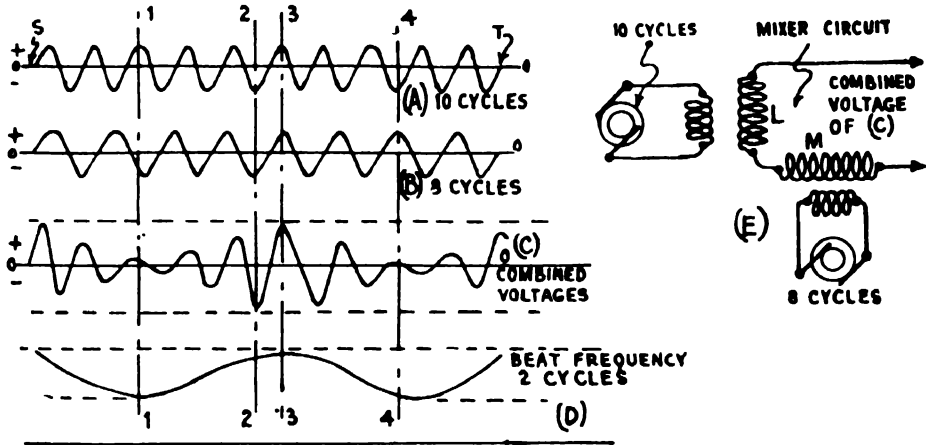 1 2 3 4
S T
+
0
-
0
(A) 10 CYCLES
+
0
-
0
(B) 8 CYCLES
+
0
-
0 (C)
COMBINED
VOLTAGES
BEAT FREQUENCY
2 CYCLES
1 2 3 4
(D)
10 CYCLES
MIXER CIRCUIT
COMBINED
VOLTAGE
OF (C)
L
M
(E)
8 CYCLES